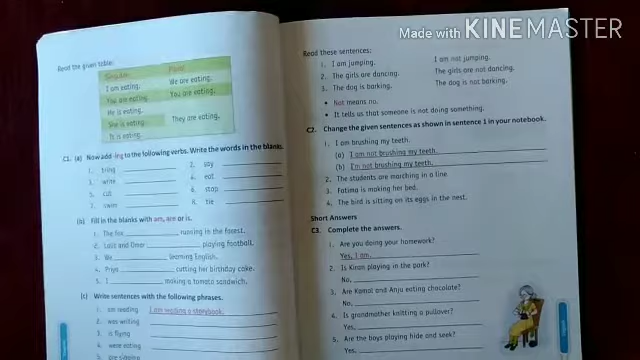 Made with KINEMASTER
Read the given table:
Singular Plural
I am eating. We are eating.
You are eating. You are eating.
He is eating.
She is eating. They are eating.
It is eating.
C1. (a) Now add -ing to the following verbs. Write the words in the blanks.
1. bring 2. say
3. write 4. eat
5. cut 6. stop
7. swim 8. tie
(b) Fill in the blanks with am, are or is.
1. The fox running in the forest.
2. and Omar playing football.
3. We learning English.
4. Priya cutting her birthday cake.
5. I making a tomato sandwich.
(c) Write sentences with the following phrases.
1. am reading I am reading a storybook.
2. was writing
3. is flying
4. were eating
5. are singing
Read these sentences:
1. I am jumping. I am not jumping.
2. The girls are dancing. The girls are not dancing.
3. The dog is barking. The dog is not barking.
• Not means no.
• It tells us that someone is not doing something.
C2. Change the given sentences as shown in sentence 1 in your notebook.
1. I am brushing my teeth.
(a) I am not brushing my teeth.
(b) I'm not brushing my teeth.
2. The students are marching in a line.
3. Fatima is making her bed.
4. The bird is sitting on its eggs in the nest.
Short Answers
C3. Complete the answers.
1. Are you doing your homework?
Yes, I am.
2. Is Kiran playing in the park?
No,
3. Are Kamal and Anju eating chocolate?
No,
4. Is grandmother knitting a pullover?
Yes,
5. Are the boys playing hide and seek?
Yes,